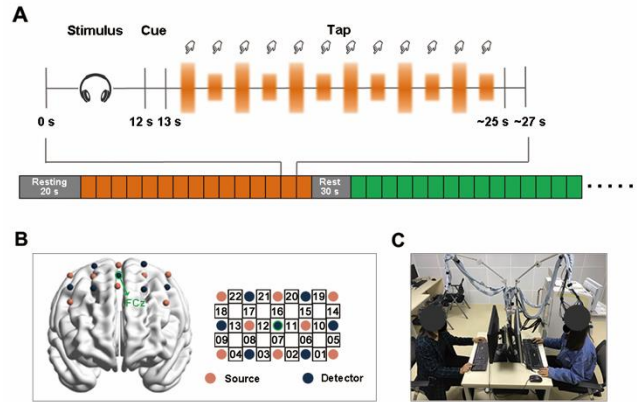 A
Stimulus Cue Tap
0 s 12 s 13 s ~25 s ~27 s
Resting
20 s
Rest
30 s
B
FCz
22 21 20 19
18 17 16 15 14
13 12 11 10
09 08 07 06 05
04 03 02 01
Source Detector
C